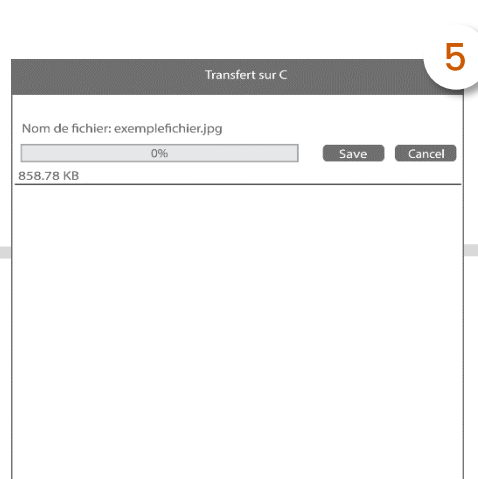 5
Transfert sur C
Nom de fichier: exemplefichier.jpg
0%
Save
Cancel
858.78 KB